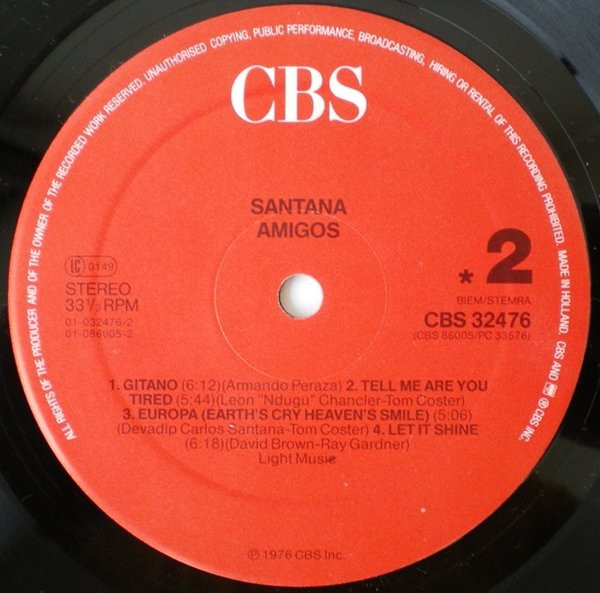 ALL RIGHTS OF THE PRODUCER AND OF THE OWNER OF THE RECORDED WORK RESERVED. UNAUTHORISED COPYING, PUBLIC PERFORMANCE, BROADCASTING, HIRING OR RENTAL OF THIS RECORDING PROHIBITED. MADE IN HOLLAND. CBS AND ® CBS INC.
CBS
SANTANA
AMIGOS
LC 0149
STEREO
33⅓ RPM
01-032476-2
01-086005-2
* 2
BIEM/STEMRA
CBS 32476
(CBS 86005/PC 33576)
1. GITANO (6:12)(Armando Peraza) 2. TELL ME ARE YOU
TIRED (5:44)(Leon "Ndugu" Chancler-Tom Coster)
3. EUROPA (EARTH'S CRY HEAVEN'S SMILE) (5:06)
(Devadip Carlos Santana-Tom Coster) 4. LET IT SHINE
(6:18)(David Brown-Ray Gardner)
Light Music
℗ 1976 CBS Inc.